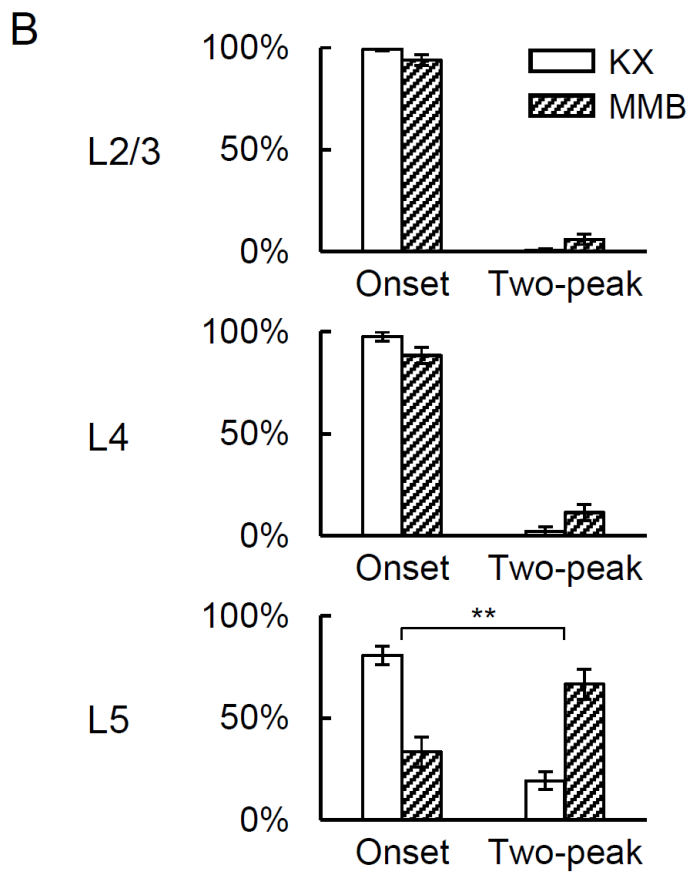 B
100%
KX
MMB
L2/3
50%
0%
Onset Two-peak
100%
L4
50%
0%
Onset Two-peak
100%
**
L5
50%
0%
Onset Two-peak